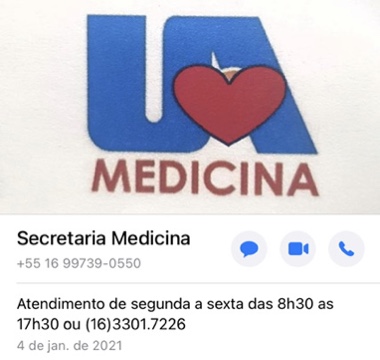 UA
MEDICINA
Secretaria Medicina
+55 16 99739-0550
Atendimento de segunda a sexta das 8h30 as
17h30 ou (16)3301.7226
4 de jan. de 2021